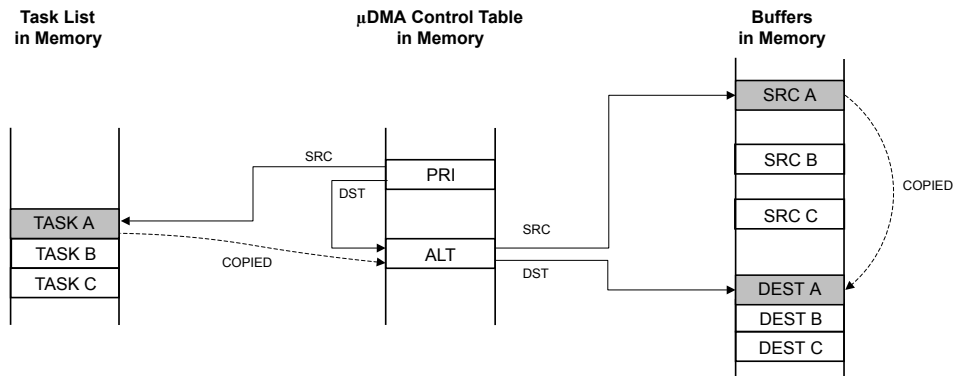 Task List
in Memory
µDMA Control Table
in Memory
Buffers
in Memory
SRC A
SRC
PRI
SRC B
DST
COPIED
TASK A
SRC C
SRC
TASK B
ALT
COPIED
DST
TASK C
DEST A
DEST B
DEST C